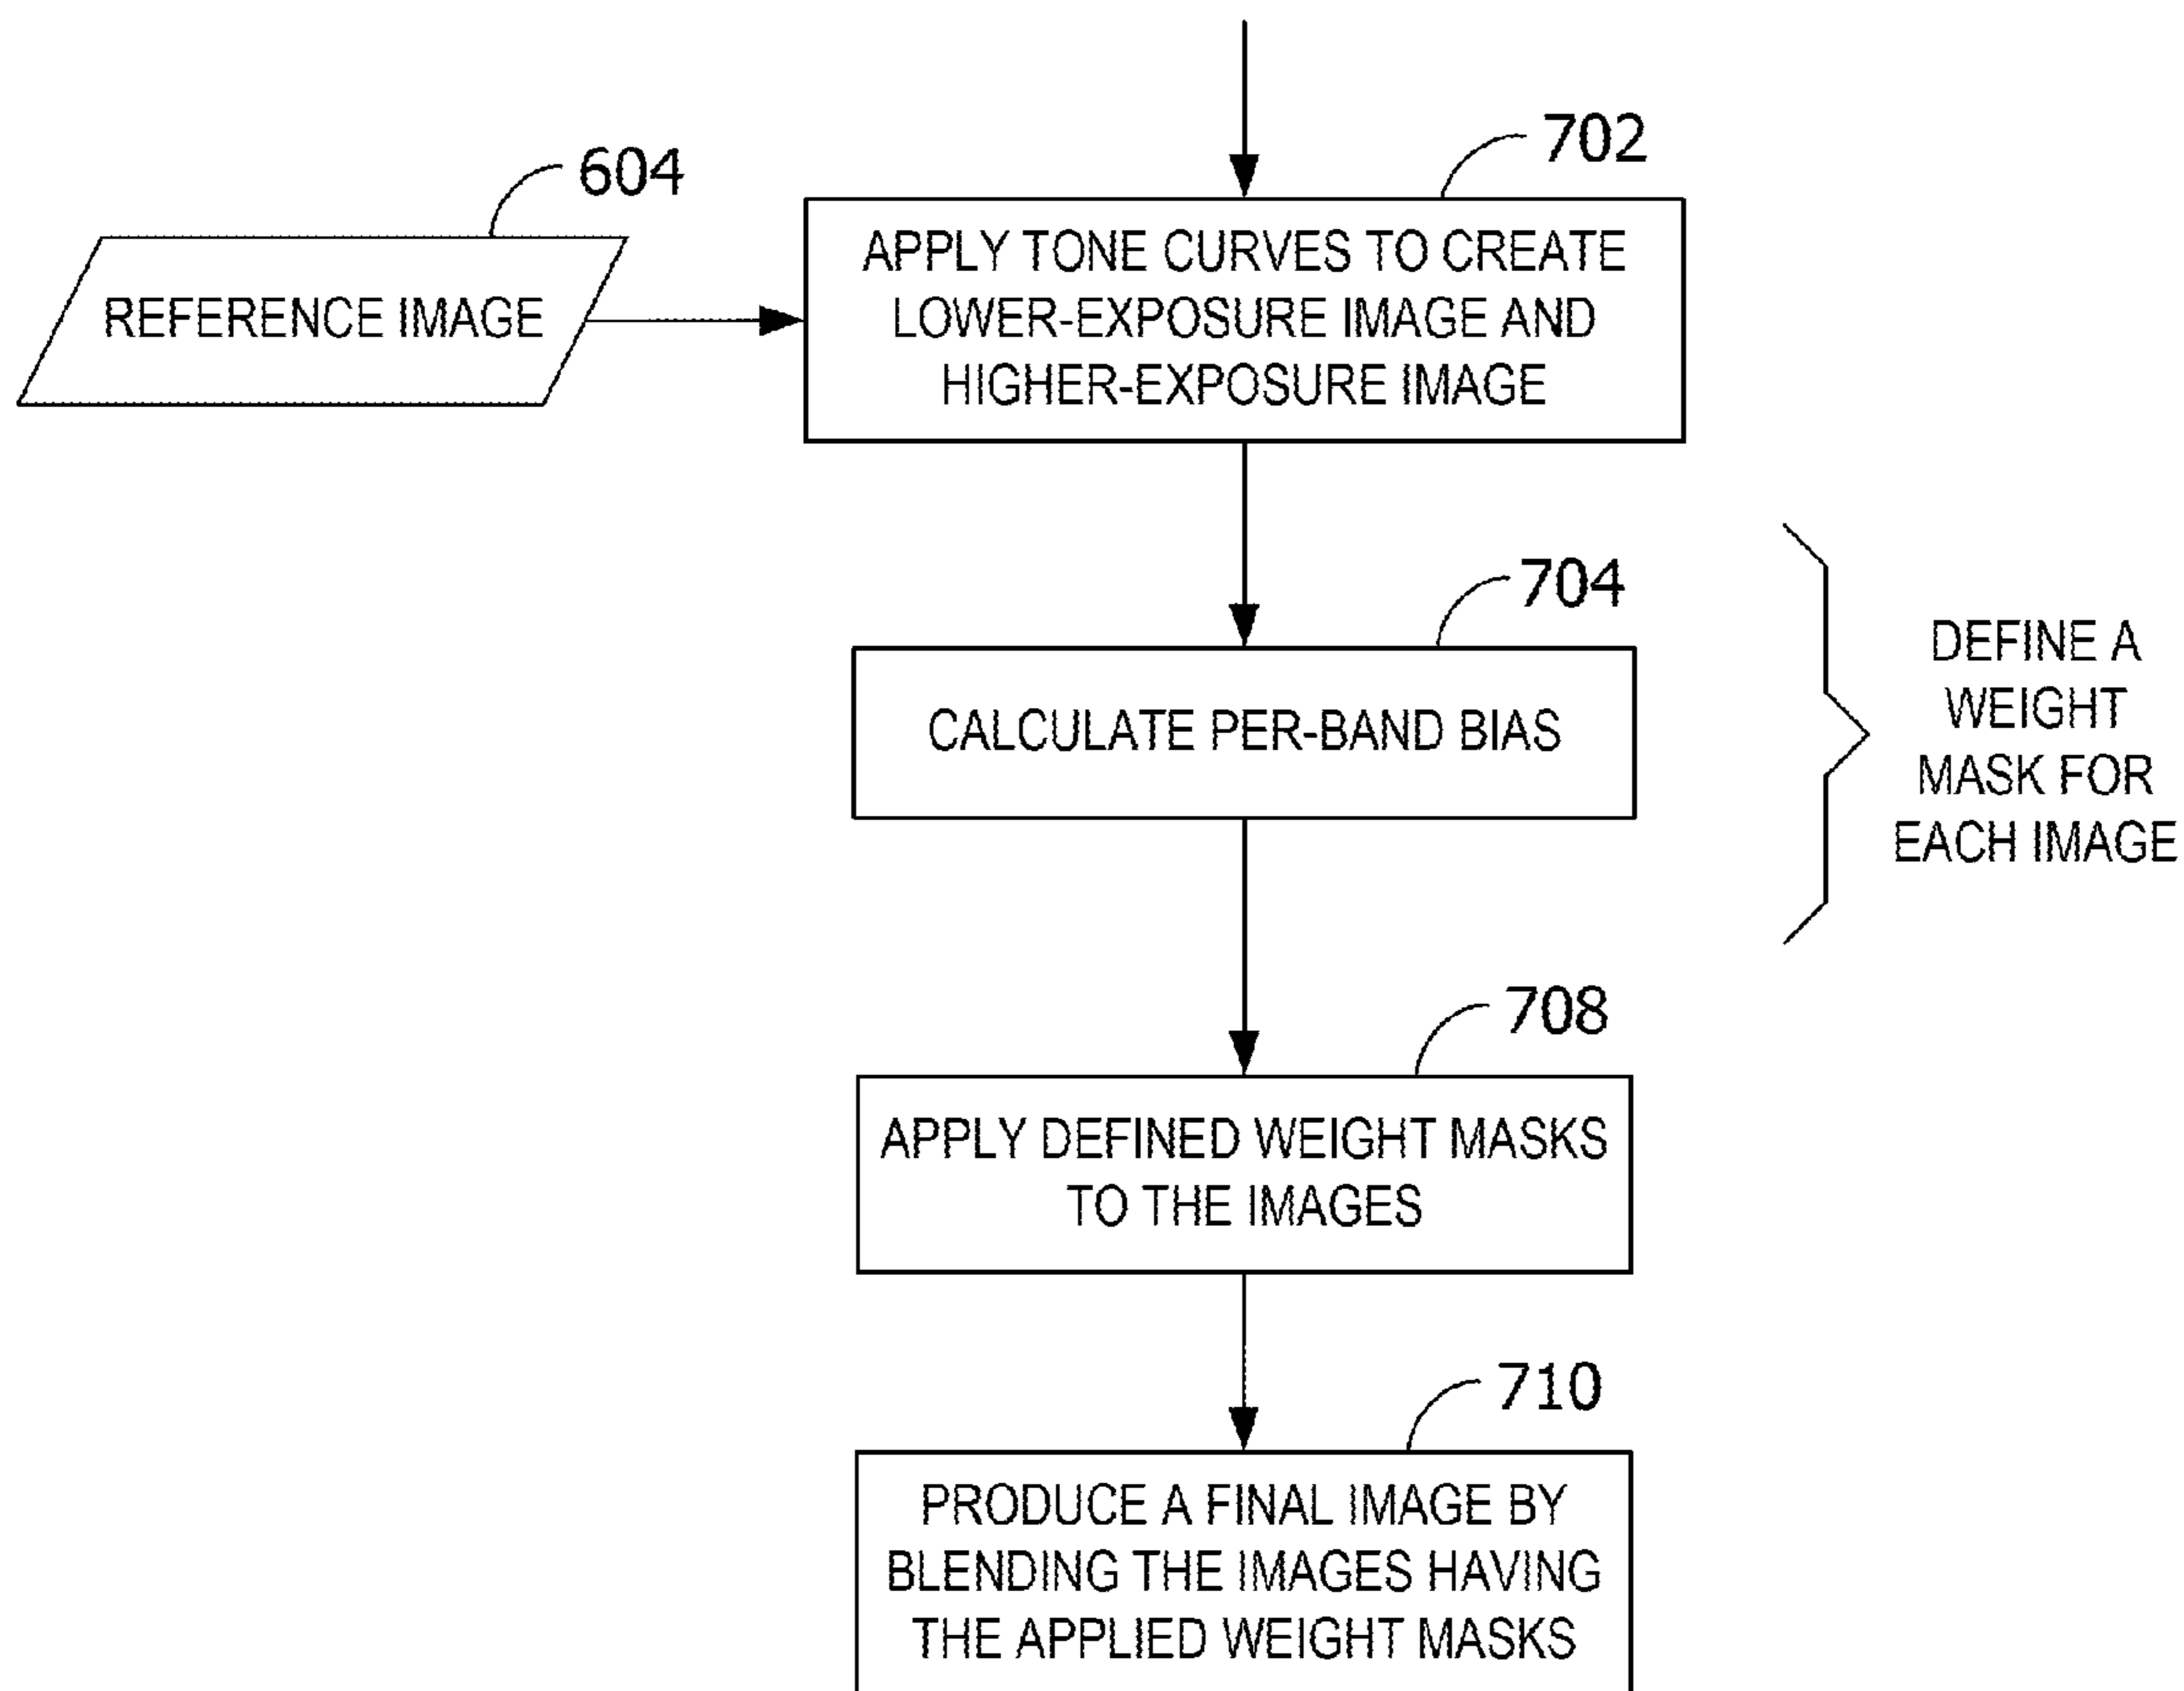 702
604
APPLY TONE CURVES TO CREATE
LOWER-EXPOSURE IMAGE AND
HIGHER-EXPOSURE IMAGE
REFERENCE IMAGE
704
CALCULATE PER-BAND BIAS
DEFINE A
WEIGHT
MASK FOR
EACH IMAGE
708
APPLY DEFINED WEIGHT MASKS
TO THE IMAGES
710
PRODUCE A FINAL IMAGE BY
BLENDING THE IMAGES HAVING
THE APPLIED WEIGHT MASKS